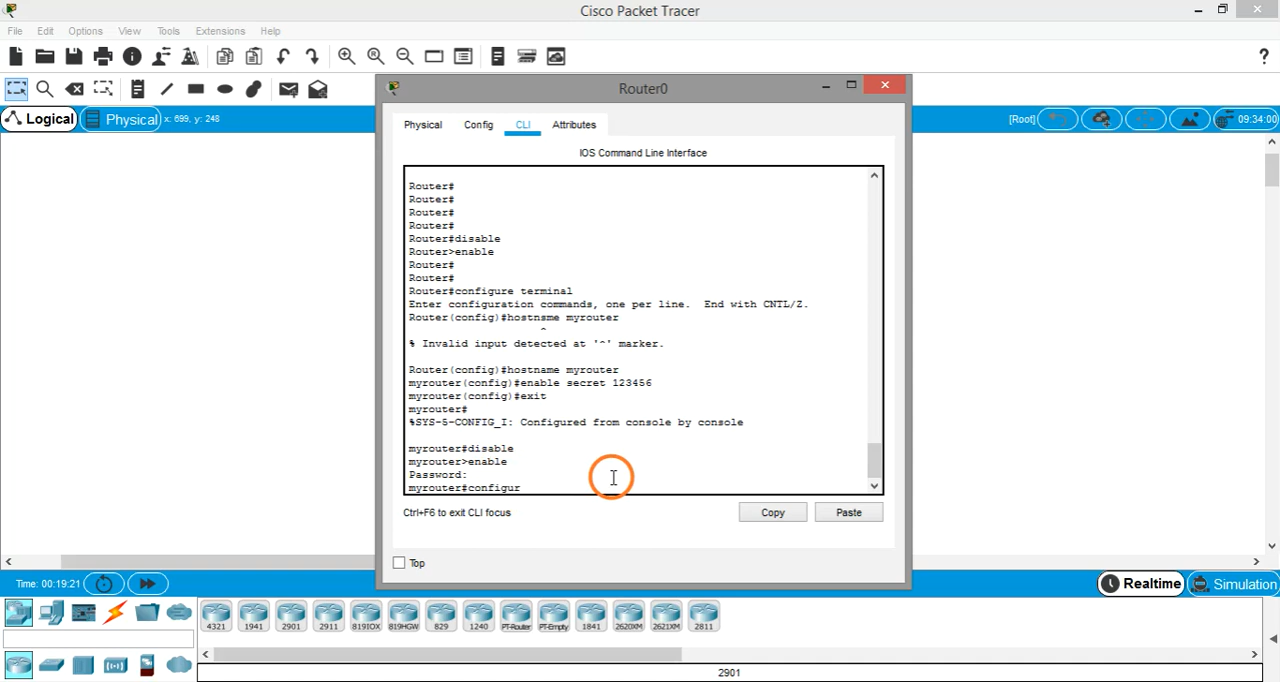 Cisco Packet Tracer
File Edit Options View Tools Extensions Help
?
Router0
Logical Physical x: 699, y: 248
[Root] 09:34:00
Physical Config CLI Attributes
IOS Command Line Interface
Router#
Router#
Router#
Router#
Router#disable
Router>enable
Router#
Router#
Router#configure terminal
Enter configuration commands, one per line. End with CNTL/Z.
Router(config)#hostnsme myrouter
^
% Invalid input detected at '^' marker.
Router(config)#hostname myrouter
myrouter(config)#enable secret 123456
myrouter(config)#exit
myrouter#
%SYS-5-CONFIG_I: Configured from console by console
myrouter#disable
myrouter>enable
Password:
myrouter#configur
Ctrl+F6 to exit CLI focus
Copy Paste
Top
Time: 00:19:21
Realtime Simulation
4321 1941 2901 2911 819IOX 819HGW 829 1240 PT-Router PT-Empty 1841 2620XM 2621XM 2811
2901